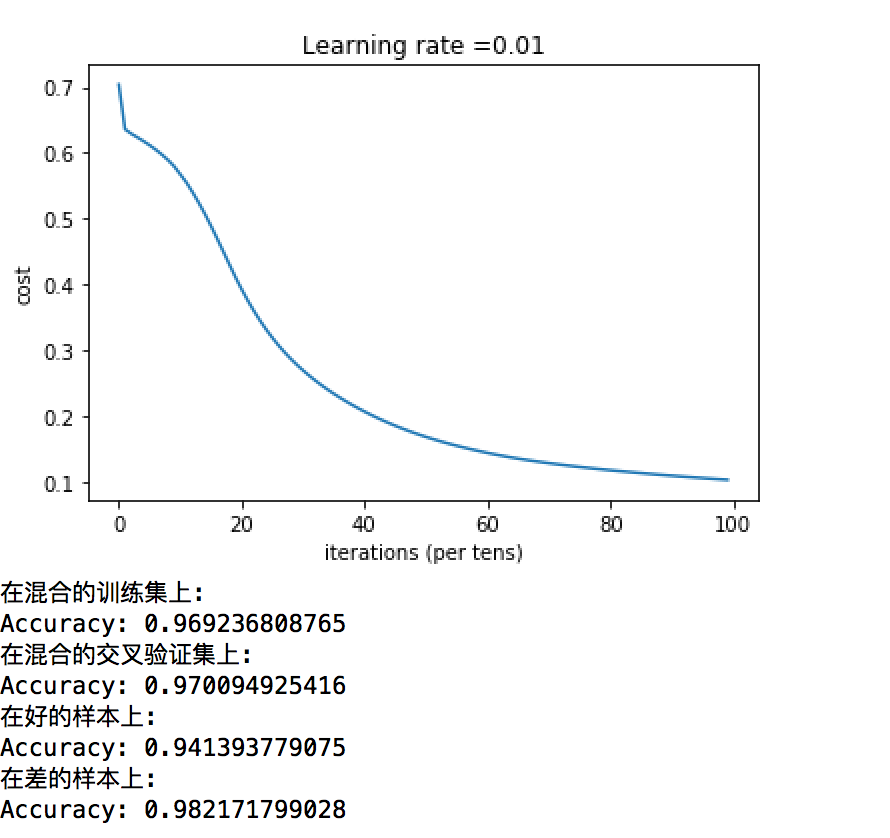 Learning rate =0.01
0.7
0.6
0.5
0.4
0.3
0.2
0.1
cost
0 20 40 60 80 100
iterations (per tens)
在混合的训练集上:
Accuracy: 0.969236808765
在混合的交叉验证集上:
Accuracy: 0.970094925416
在好的样本上:
Accuracy: 0.941393779075
在差的样本上:
Accuracy: 0.982171799028